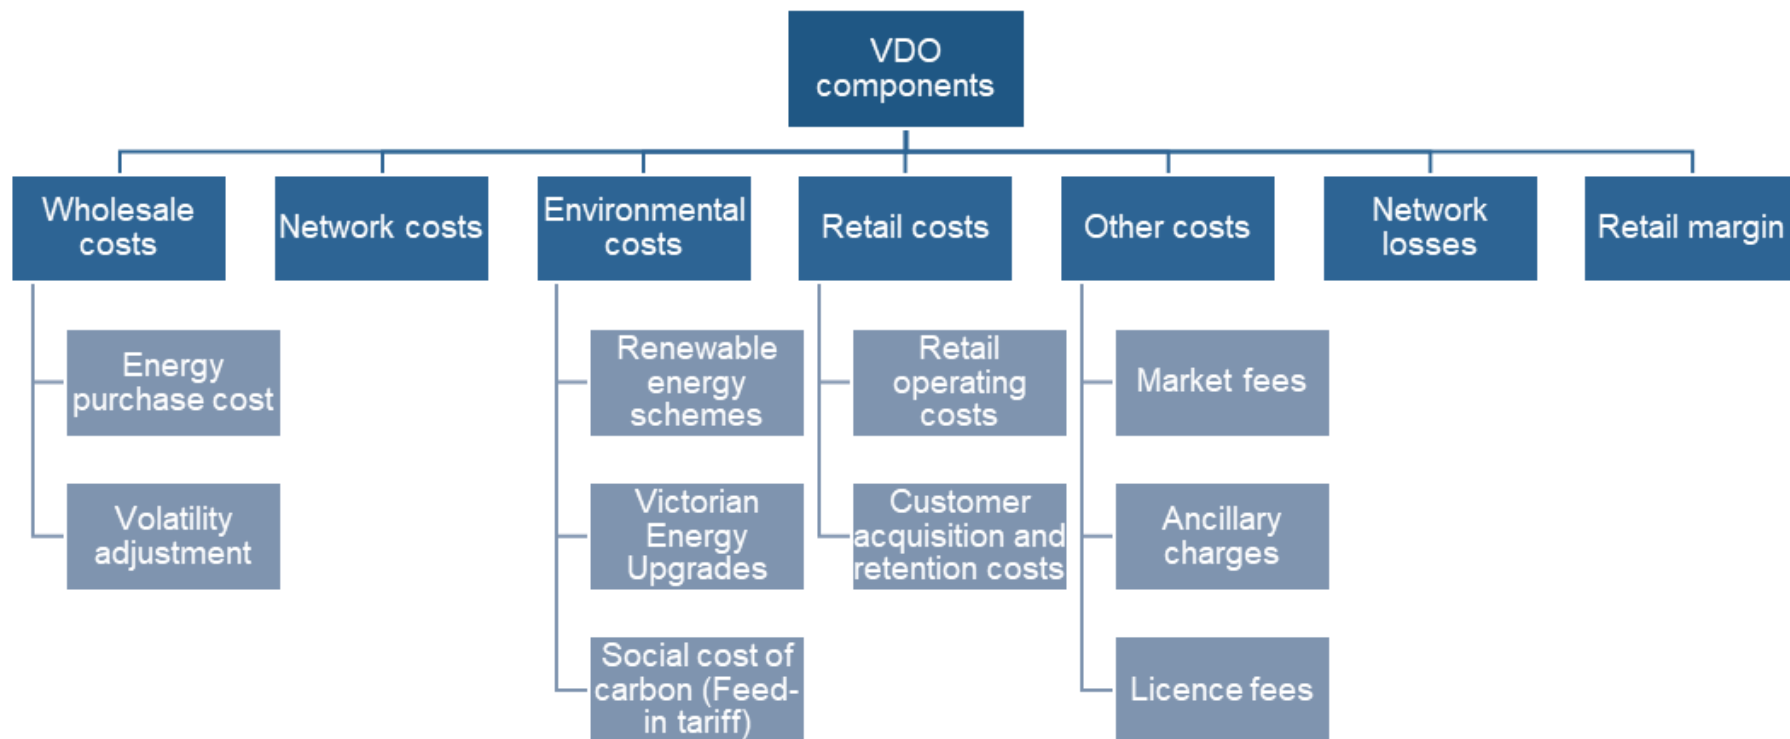 VDO
components
Wholesale
costs
Network costs
Environmental
costs
Retail costs
Other costs
Network
losses
Retail margin
Energy
purchase cost
Volatility
adjustment
Renewable
energy
schemes
Victorian
Energy
Upgrades
Social cost of
carbon (Feed-
in tariff)
Retail
operating
costs
Customer
acquisition and
retention costs
Market fees
Ancillary
charges
Licence fees